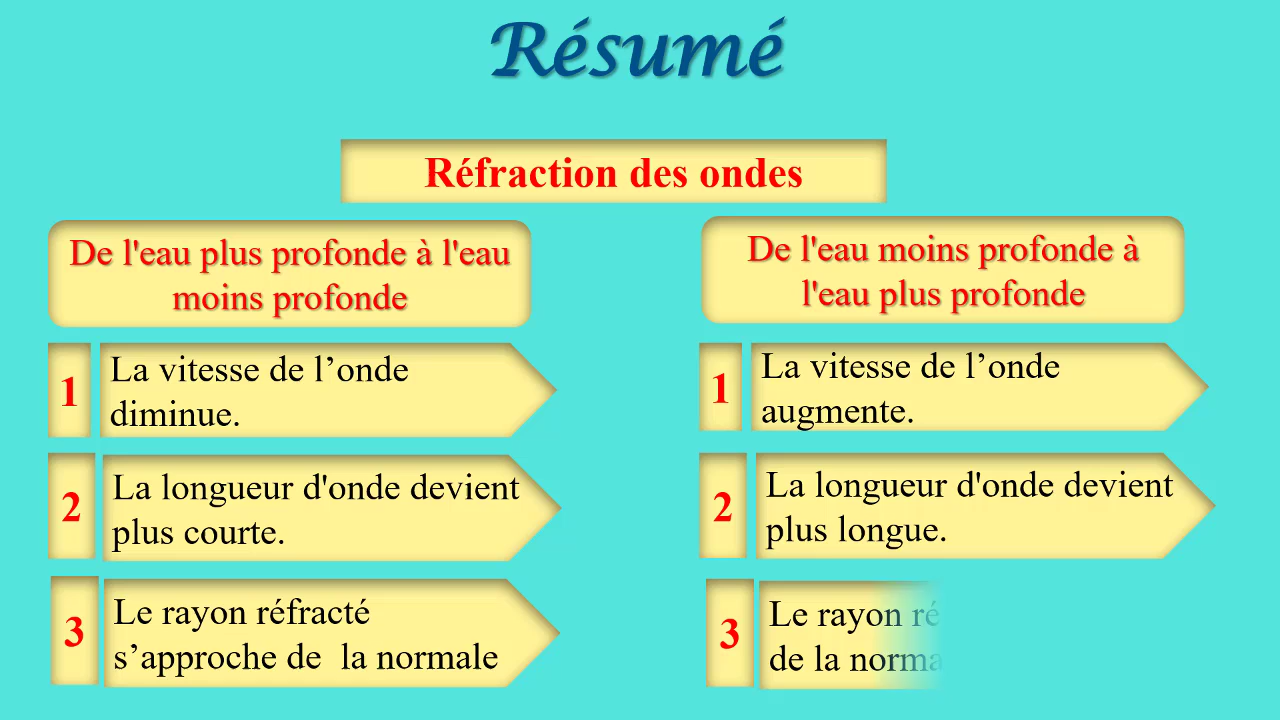 Résumé
Réfraction des ondes
De l'eau plus profonde à l'eau
moins profonde
1
La vitesse de l’onde
diminue.
2
La longueur d'onde devient
plus courte.
3
Le rayon réfracté
s’approche de  la normale
De l'eau moins profonde à
l'eau plus profonde
1
La vitesse de l’onde
augmente.
2
La longueur d'onde devient
plus longue.
3
Le rayon
de la